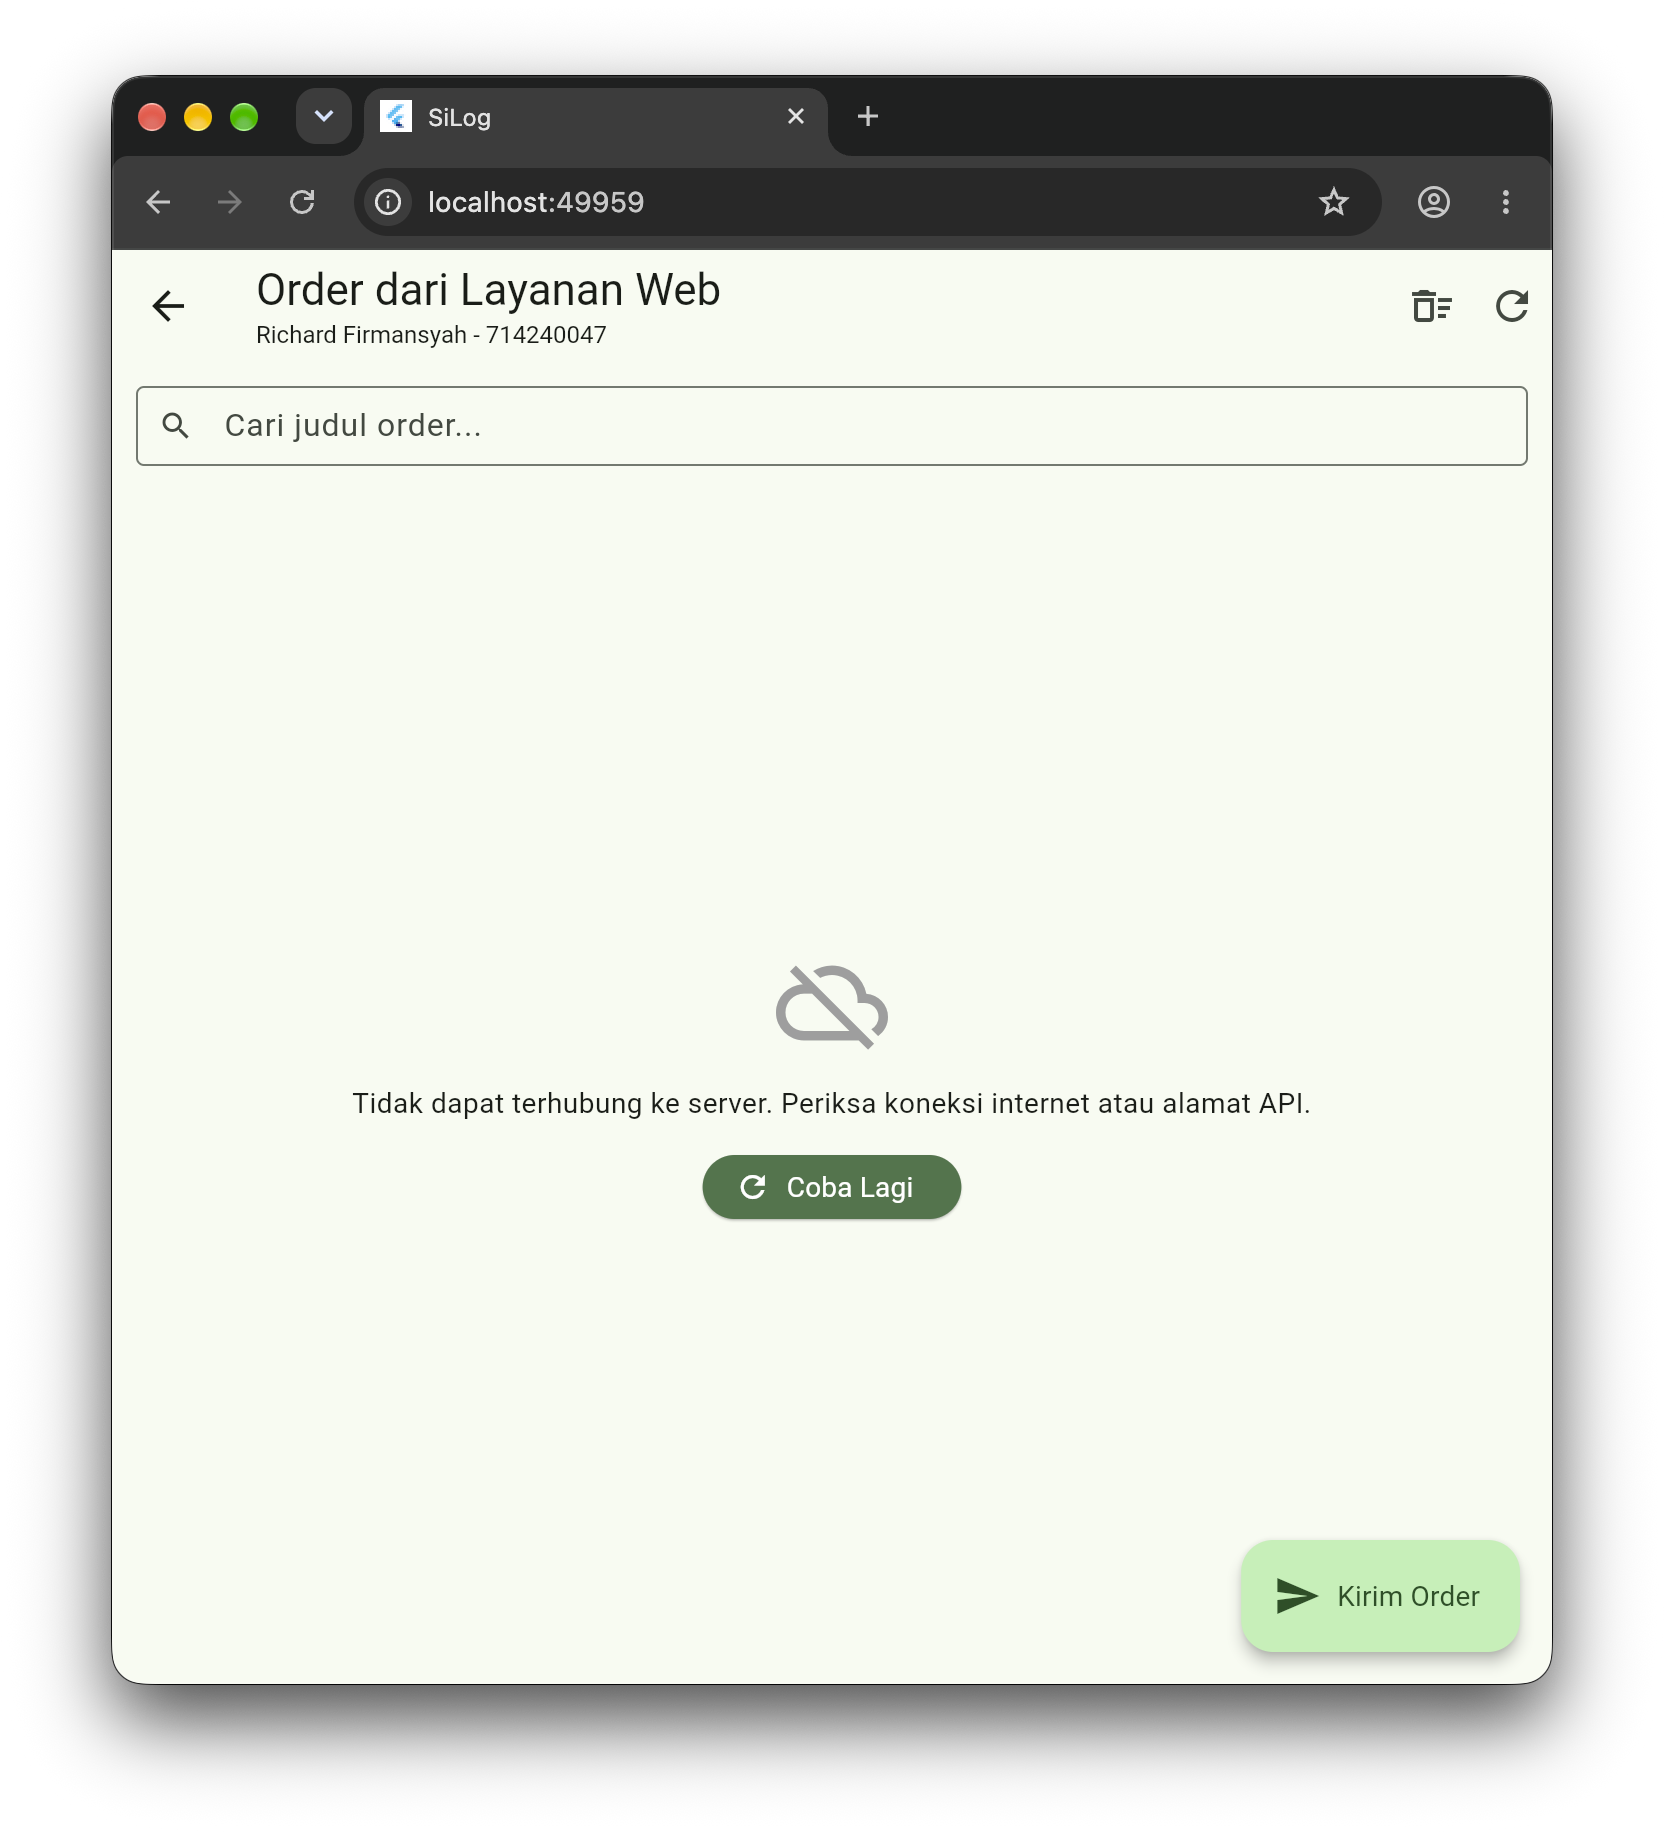 SiLog
localhost:49959
Order dari Layanan Web
Richard Firmansyah - 714240047
Cari judul order...
Tidak dapat terhubung ke server. Periksa koneksi internet atau alamat API.
Coba Lagi
Kirim Order